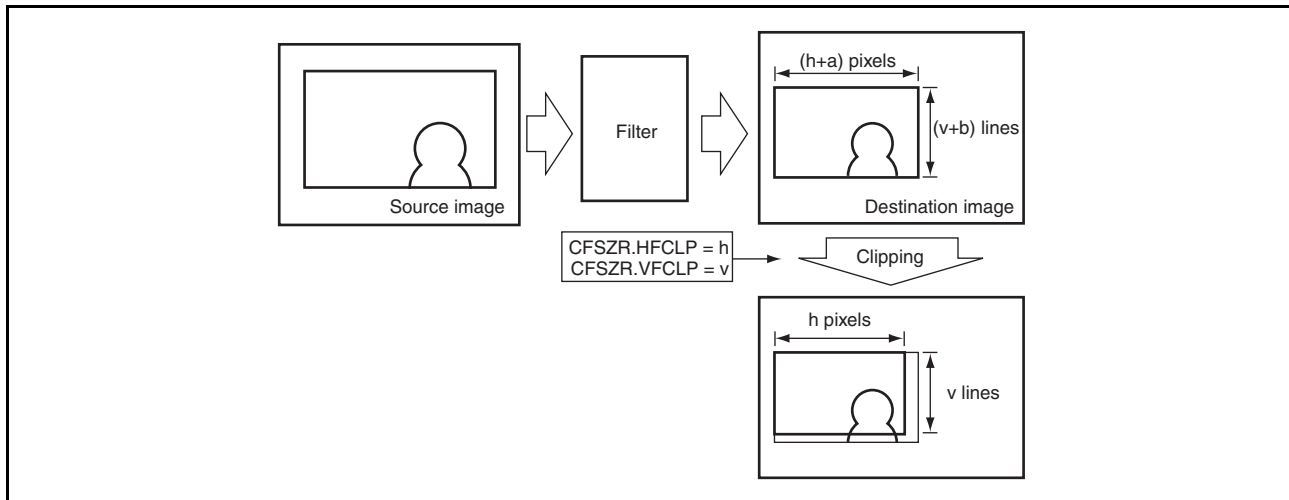 (h+a) pixels
(v+b) lines
Filter
Source image
Destination image
CFSZR.HFCLP = h
CFSZR.VFCLP = v
Clipping
h pixels
v lines